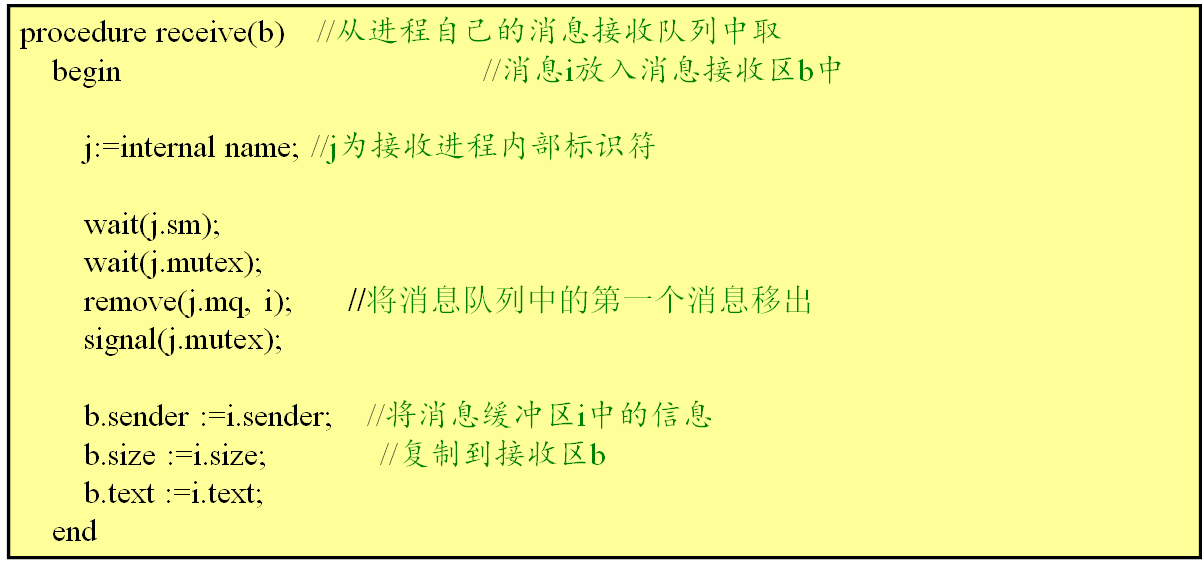 procedure receive(b) //从进程自己的消息接收队列中取
begin //消息i放入消息接收区b中
j:=internal name; //j为接收进程内部标识符
wait(j.sm);
wait(j.mutex);
remove(j.mq, i); //将消息队列中的第一个消息移出
signal(j.mutex);
b.sender :=i.sender; //将消息缓冲区i中的信息
b.size :=i.size; //复制到接收区b
b.text :=i.text;
end